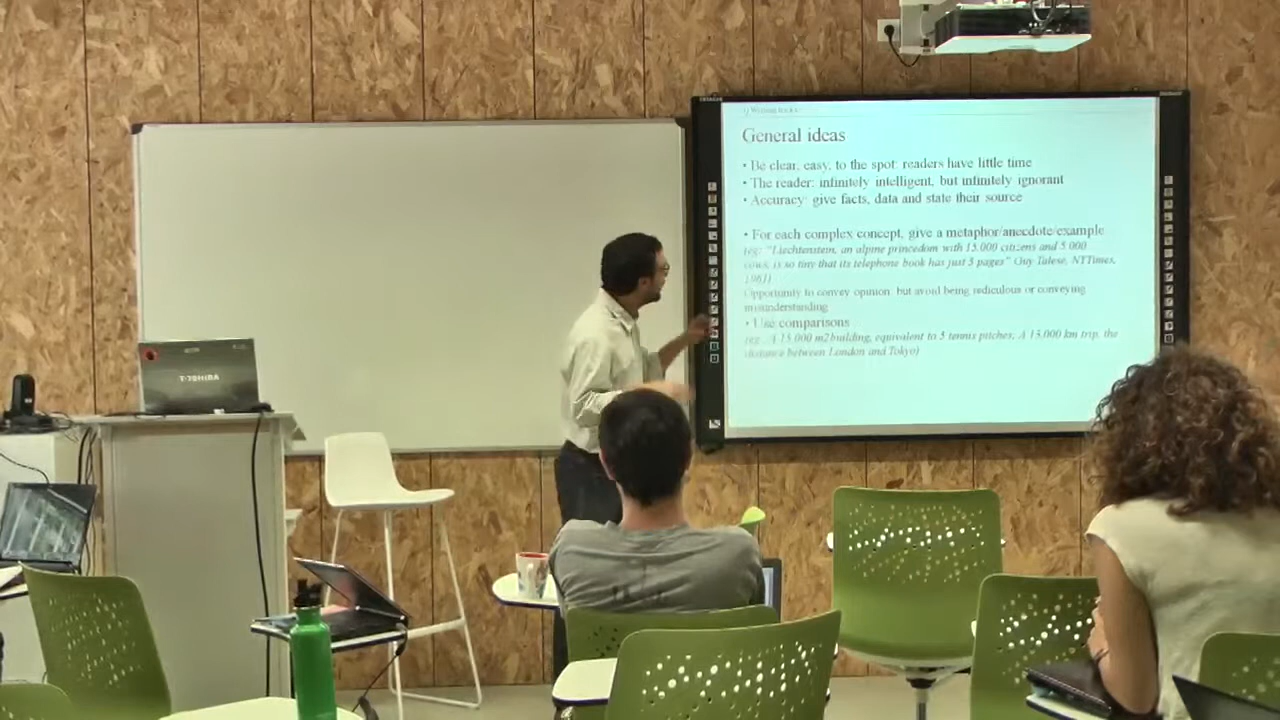 HITACHI
1) Writing
General ideas
• Be clear, easy, to the spot: readers have little time
• The reader: infinitely intelligent, but infinitely ignorant
• Accuracy: give facts, data and state their source
• For each complex concept, give a metaphor/anecdote/example
(eg: "Liechtenstein, an alpine princedom with 15.000 citizens and 5 000
cows, is so tiny that its telephone book has just 5 pages" Guy Talese, NYTimes,
1961)
Opportunity to convey opinion: but avoid being rediculous or conveying
misunderstanding
• Use comparisons
(eg.: A 15.000 m2 building, equivalent to 5 tennis pitches; A 15.000 km trip, the
distance between London and Tokyo)
TOSHIBA